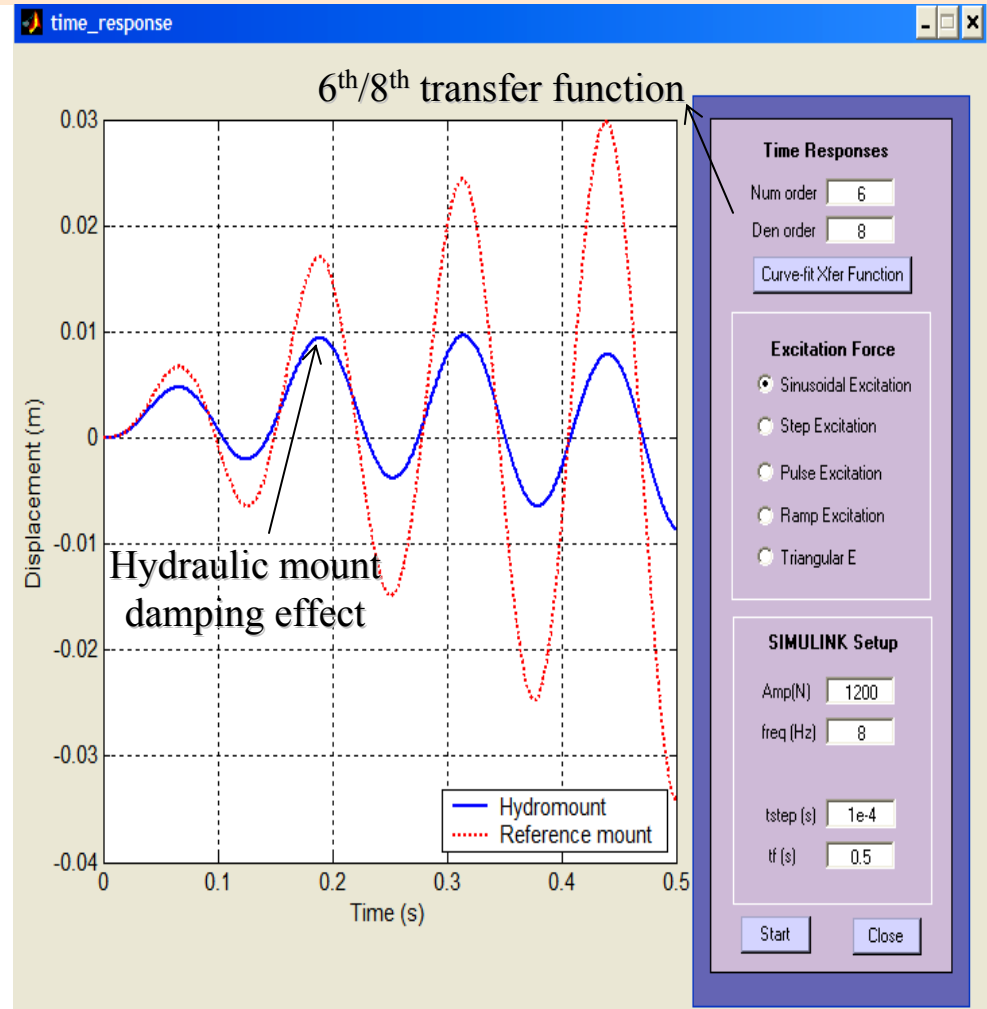 time_response
6th/8th transfer function
0.03
0.02
0.01
0
-0.01
-0.02
-0.03
-0.04
Displacement (m)
Hydraulic mount
damping effect
Hydromount
Reference mount
0 0.1 0.2 0.3 0.4 0.5
Time (s)
Time Responses
Num order 6
Den order 8
Curve-fit Xfer Function
Excitation Force
Sinusoidal Excitation
Step Excitation
Pulse Excitation
Ramp Excitation
Triangular E
SIMULINK Setup
Amp(N) 1200
freq (Hz) 8
tstep (s) 1e-4
tf (s) 0.5
Start Close